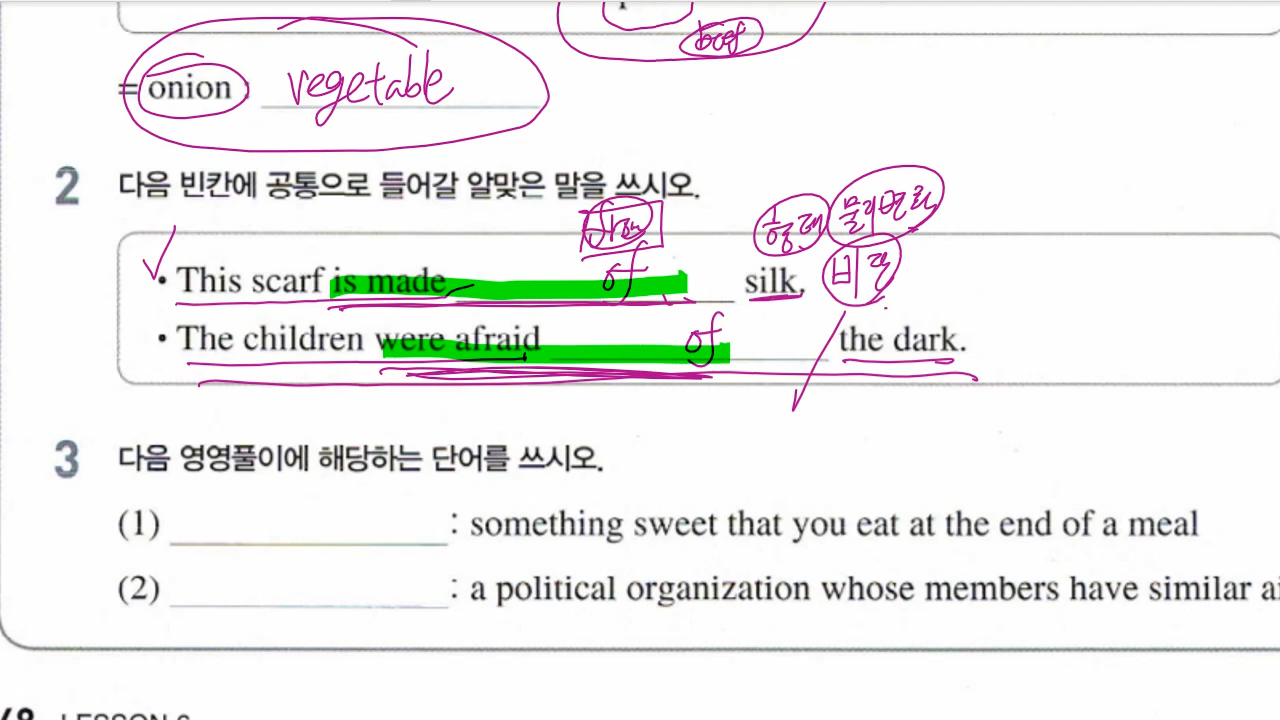 beef
= onion : vegetable
2 다음 빈칸에 공통으로 들어갈 알맞은 말을 쓰시오.
from 형태 물리변화
• This scarf is made of silk. 비단
• The children were afraid of the dark.
3 다음 영영풀이에 해당하는 단어를 쓰시오.
(1) : something sweet that you eat at the end of a meal
(2) : a political organization whose members have similar
LESSON 6